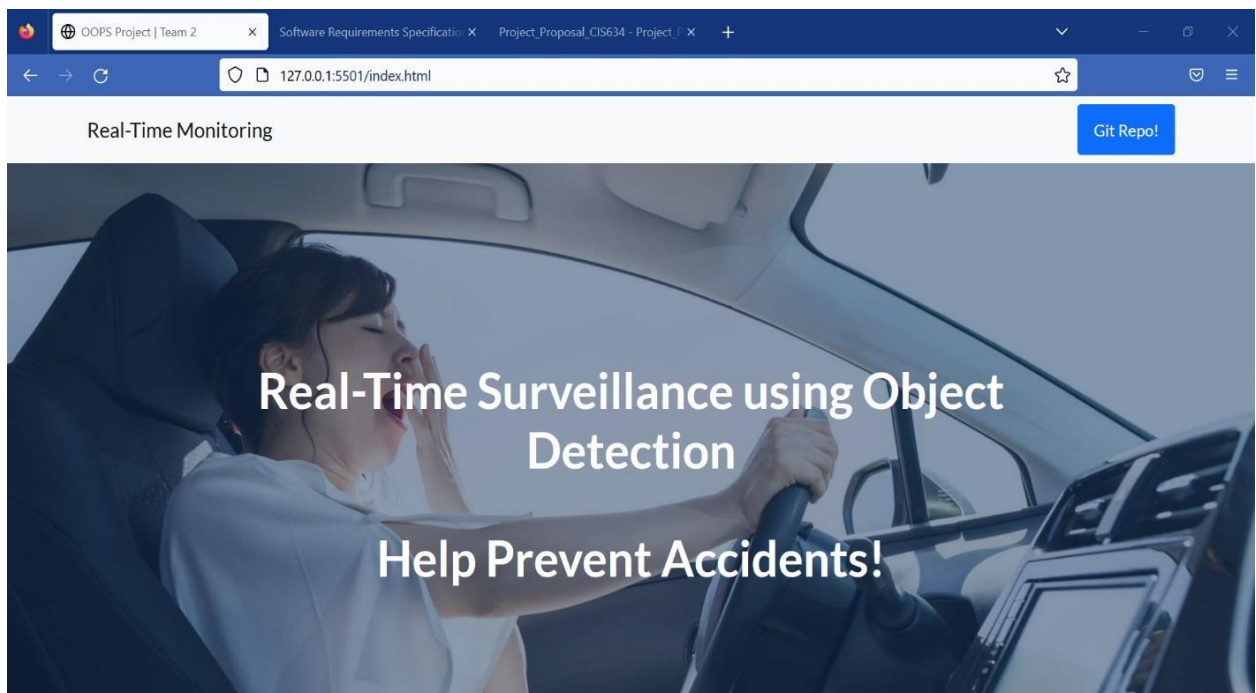 OOPS Project | Team 2
Software Requirements Specificatio
Project_Proposal_CIS634 - Project_P
127.0.0.1:5501/index.html
Real-Time Monitoring
Git Repo!
Real-Time Surveillance using Object
Detection
Help Prevent Accidents!